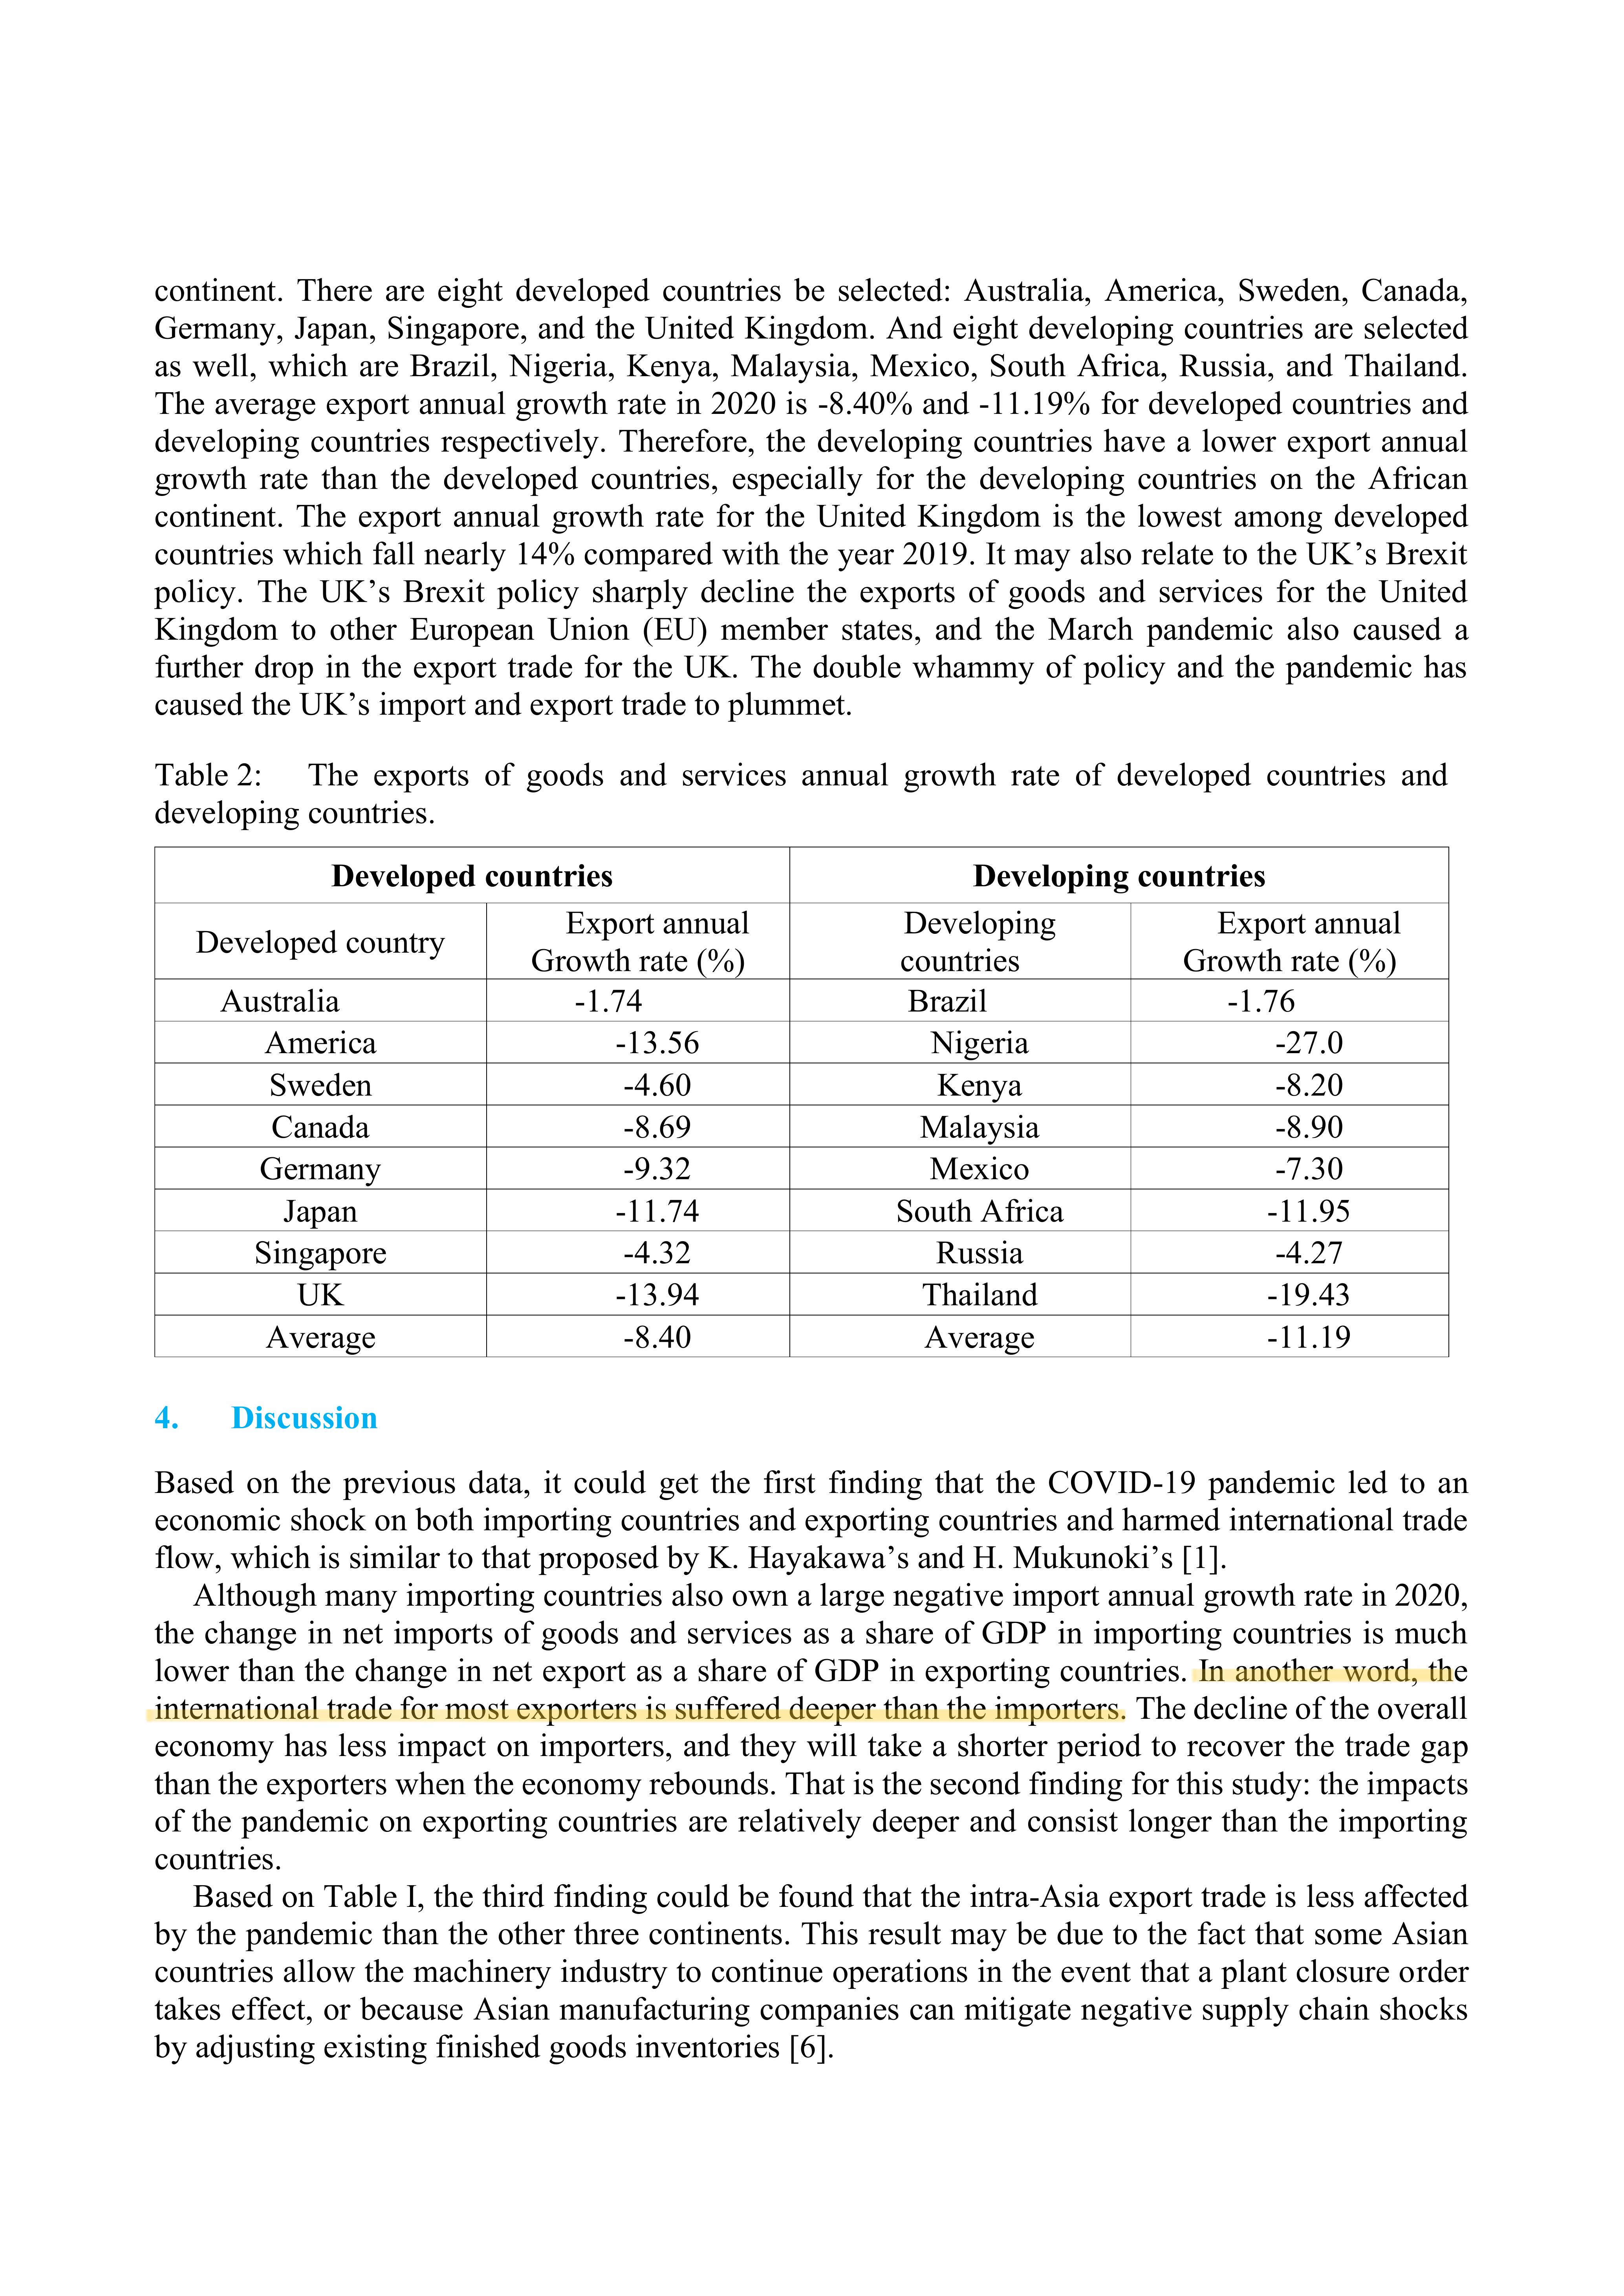 continent. There are eight developed countries be selected: Australia, America, Sweden, Canada,
Germany, Japan, Singapore, and the United Kingdom. And eight developing countries are selected
as well, which are Brazil, Nigeria, Kenya, Malaysia, Mexico, South Africa, Russia, and Thailand.
The average export annual growth rate in 2020 is -8.40% and -11.19% for developed countries and
developing countries respectively. Therefore, the developing countries have a lower export annual
growth rate than the developed countries, especially for the developing countries on the African
continent. The export annual growth rate for the United Kingdom is the lowest among developed
countries which fall nearly 14% compared with the year 2019. It may also relate to the UK’s Brexit
policy. The UK’s Brexit policy sharply decline the exports of goods and services for the United
Kingdom to other European Union (EU) member states, and the March pandemic also caused a
further drop in the export trade for the UK. The double whammy of policy and the pandemic has
caused the UK’s import and export trade to plummet.
Table 2: The exports of goods and services annual growth rate of developed countries and
developing countries.
Developed countries Developing countries
Developed country Export annual Growth rate (%) Developing countries Export annual Growth rate (%)
Australia -1.74 Brazil -1.76
America -13.56 Nigeria -27.0
Sweden -4.60 Kenya -8.20
Canada -8.69 Malaysia -8.90
Germany -9.32 Mexico -7.30
Japan -11.74 South Africa -11.95
Singapore -4.32 Russia -4.27
UK -13.94 Thailand -19.43
Average -8.40 Average -11.19
4. Discussion
Based on the previous data, it could get the first finding that the COVID-19 pandemic led to an
economic shock on both importing countries and exporting countries and harmed international trade
flow, which is similar to that proposed by K. Hayakawa’s and H. Mukunoki’s [1].
Although many importing countries also own a large negative import annual growth rate in 2020,
the change in net imports of goods and services as a share of GDP in importing countries is much
lower than the change in net export as a share of GDP in exporting countries. In another word, the
international trade for most exporters is suffered deeper than the importers. The decline of the overall
economy has less impact on importers, and they will take a shorter period to recover the trade gap
than the exporters when the economy rebounds. That is the second finding for this study: the impacts
of the pandemic on exporting countries are relatively deeper and consist longer than the importing
countries.
Based on Table I, the third finding could be found that the intra-Asia export trade is less affected
by the pandemic than the other three continents. This result may be due to the fact that some Asian
countries allow the machinery industry to continue operations in the event that a plant closure order
takes effect, or because Asian manufacturing companies can mitigate negative supply chain shocks
by adjusting existing finished goods inventories [6].